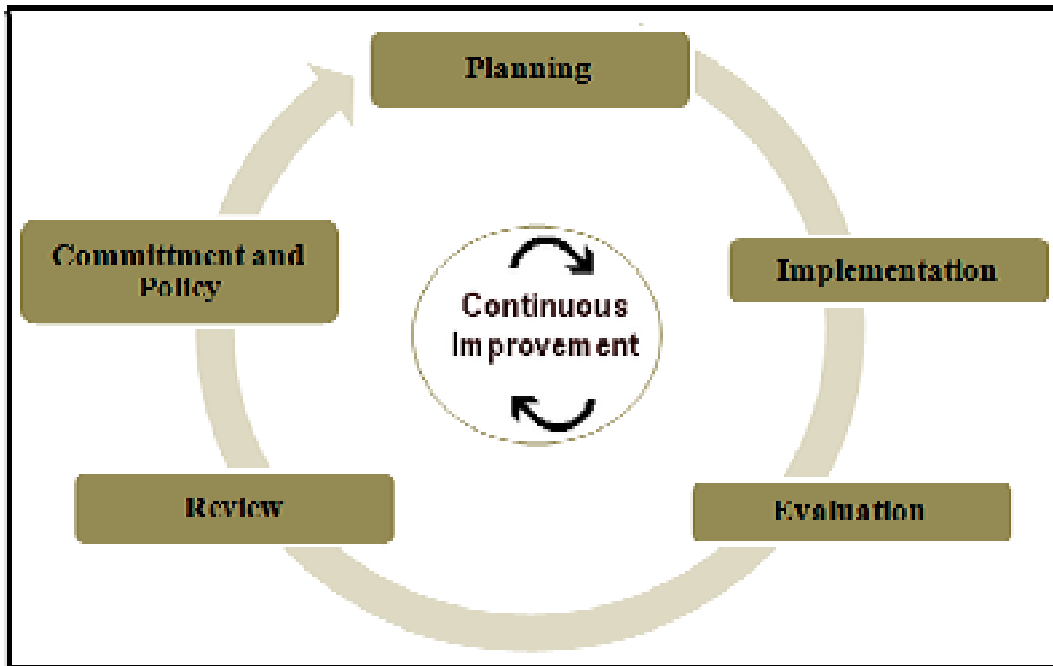 Planning
Implementation
Evaluation
Review
Committment and
Policy
Continuous
Improvement